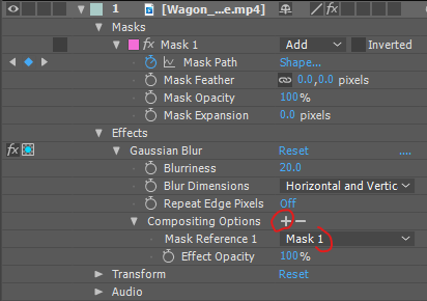 1 [Wagon_...e.mp4]
Masks
fx Mask 1 Add Inverted
Mask Path Shape...
Mask Feather 0.0,0.0 pixels
Mask Opacity 100%
Mask Expansion 0.0 pixels
Effects
fx Gaussian Blur Reset ....
Blurriness 20.0
Blur Dimensions Horizontal and Vertic
Repeat Edge Pixels Off
Compositing Options + −
Mask Reference 1 Mask 1
Effect Opacity 100%
Transform Reset
Audio